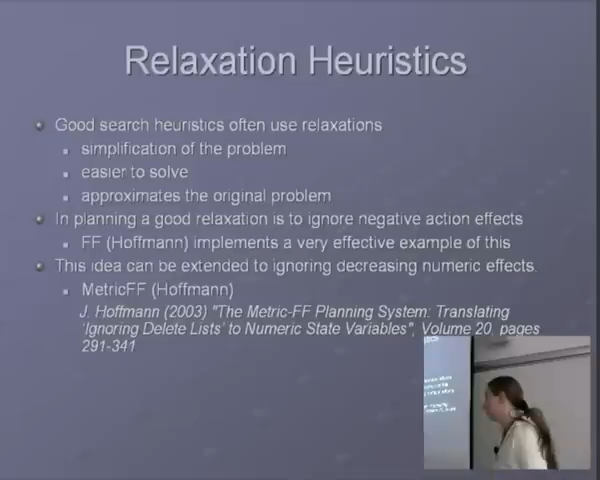 Relaxation Heuristics
Good search heuristics often use relaxations
simplification of the problem
easier to solve
approximates the original problem
In planning a good relaxation is to ignore negative action effects
FF (Hoffmann) implements a very effective example of this
This idea can be extended to ignoring decreasing numeric effects.
MetricFF (Hoffmann)
J. Hoffmann (2003) "The Metric-FF Planning System: Translating
'Ignoring Delete Lists' to Numeric State Variables", Volume 20, pages
291-341